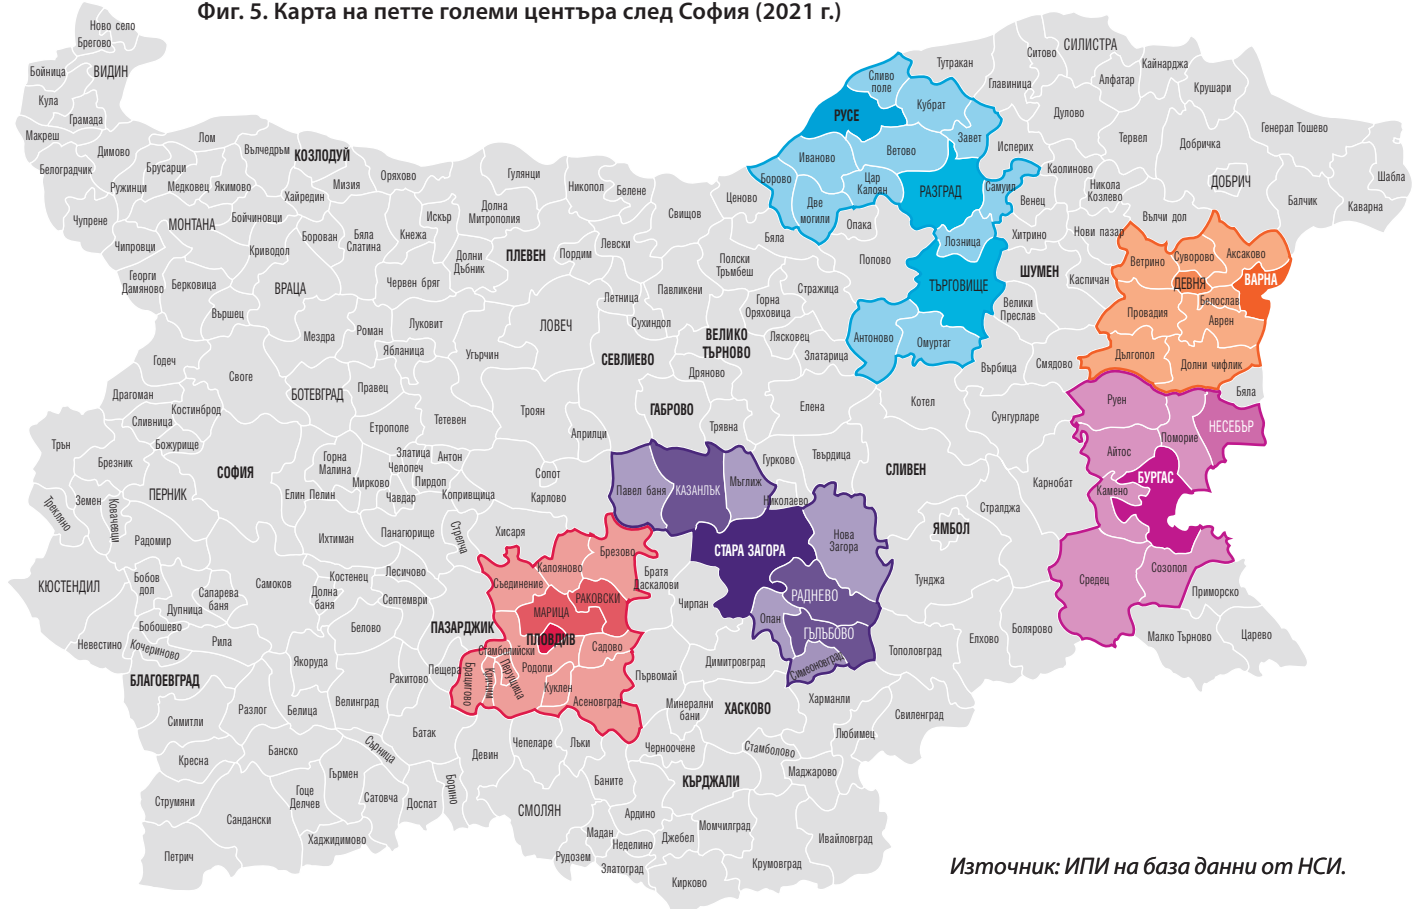 Фиг. 5. Карта на петте големи центъра след София (2021 г.)
Ново село
Брегово
Бойница
ВИДИН
Кула
Грамада
Макреш
Димово
Белоградчик
Ружинци
Чупрене
Лом
Брусарци
Медковец
Якимово
Вълчедръм
КОЗЛОДУЙ
Хайредин
Мизия
Оряхово
МОНТАНА
Бойчиновци
Чипровци
Георги
Дамяново
Берковица
Криводол
Борован
Бяла
Слатина
Кнежа
Искър
Долна
Митрополия
Гулянци
Никопол
Белене
Свищов
Ценово
ПЛЕВЕН
Долни
Дъбник
Пордим
Левски
Червен бряг
ВРАЦА
Вършец
Мездра
Роман
Луковит
Ябланица
Угърчин
ЛОВЕЧ
Летница
Сухиндол
Павликени
Полски
Тръмбеш
Бяла
Горна
Оряховица
Стражица
Лясковец
Златарица
ВЕЛИКО
ТЪРНОВО
СЕВЛИЕВО
Дряново
ГАБРОВО
Трявна
Елена
Априлци
Троян
Тетевен
Годеч
Своге
Драгоман
Костинброд
Сливница
Божурище
Трън
Брезник
СОФИЯ
ПЕРНИК
Земен
Трекляно
Ковачевци
Радомир
БОТЕВГРАД
Правец
Етрополе
Горна
Малина
Елин Пелин
Златица
Челопеч
Мирково
Чавдар
Антон
Пирдоп
Копривщица
Сопот
Карлово
Панагюрище
Стрелча
Хисаря
Ихтиман
Костенец
Долна
баня
Самоков
Лесичово
Септември
Белово
ПАЗАРДЖИК
Пещера
Ракитово
Велинград
Батак
КЮСТЕНДИЛ
Бобов
дол
Дупница
Сапарева
баня
Бобошево
Кочериново
Невестино
Рила
БЛАГОЕВГРАД
Якоруда
Симитли
Разлог
Белица
Банско
Кресна
Струмяни
Сандански
Петрич
Гоце
Делчев
Гърмен
Хаджидимово
Сърница
Сатовча
Доспат
Борино
Девин
Чепеларе
Лъки
СМОЛЯН
Баните
Мадан
Рудозем
Неделино
Златоград
Ардино
Джебел
Момчилград
Кирково
Крумовград
Ивайловград
КЪРДЖАЛИ
Черноочене
Стамболово
Маджарово
ХАСКОВО
Минерални
бани
Димитровград
Първомай
Харманли
Любимец
Свиленград
Тополовград
Чирпан
Братя
Даскалови
Елхово
Болярово
Тунджа
ЯМБОЛ
Стралджа
СЛИВЕН
Твърдица
Гурково
Николаево
Котел
Сунгурларе
Карнобат
Върбица
Смядово
Велики
Преслав
ШУМЕН
Каспичан
Нови пазар
Хитрино
Венец
Каолиново
Никола
Козлево
Вълчи дол
Исперих
Попово
Опака
Тутракан
Главиница
Ситово
СИЛИСТРА
Дулово
Алфатар
Кайнарджа
Крушари
Тервел
Добричка
Генерал Тошево
ДОБРИЧ
Балчик
Каварна
Шабла
Бяла
Приморско
Малко Търново
Царево
Сливо
поле
РУСЕ
Кубрат
Завет
Ветово
Иваново
Борово
Две
могили
Цар
Калоян
РАЗГРАД
Самуил
Лозница
ТЪРГОВИЩЕ
Антоново
Омуртаг
Ветрино
Суворово
Аксаково
ДЕВНЯ
ВАРНА
Белослав
Провадия
Аврен
Дългопол
Долни чифлик
Руен
Поморие
НЕСЕБЪР
Айтос
БУРГАС
Камено
Средец
Созопол
Павел баня
КАЗАНЛЪК
Мъглиж
СТАРА ЗАГОРА
Нова
Загора
РАДНЕВО
Опан
ГЪЛЪБОВО
Симеоновград
Брезово
Калояново
Съединение
РАКОВСКИ
МАРИЦА
ПЛОВДИВ
Стамболийски
Садово
Родопи
Перущица
Кричим
Брацигово
Куклен
Асеновград
Източник: ИПИ на база данни от НСИ.